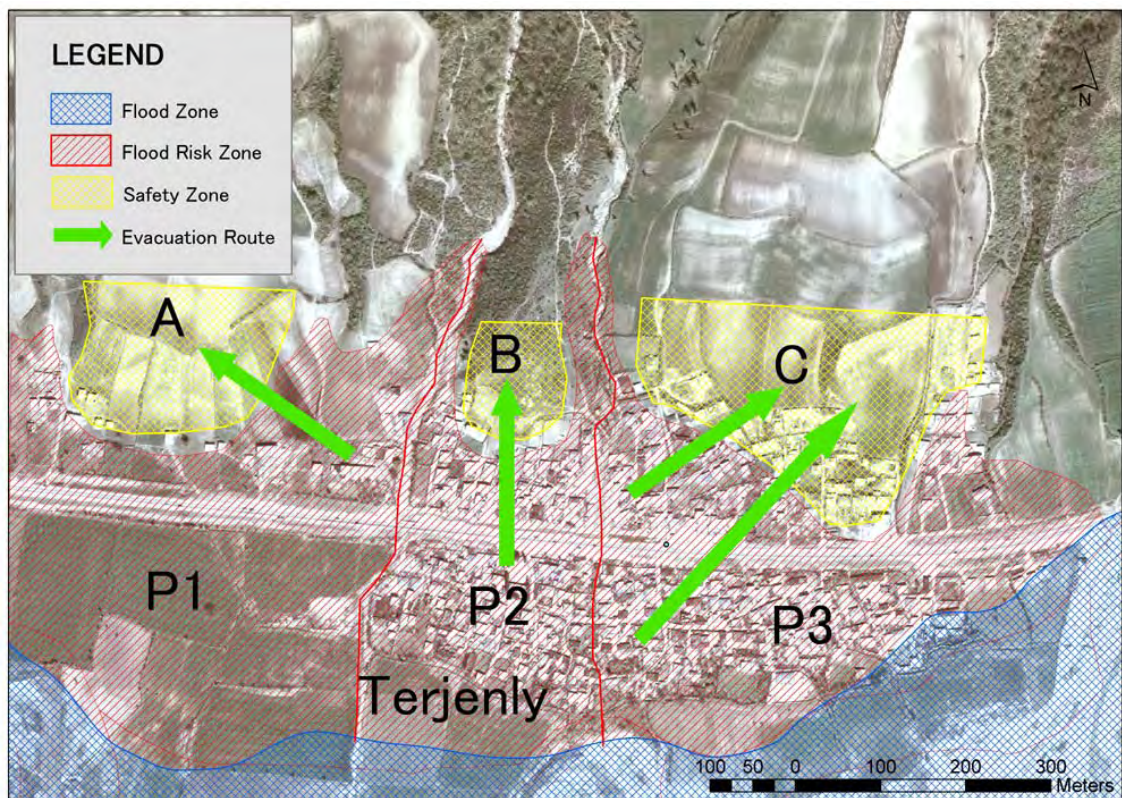 LEGEND
Flood Zone
Flood Risk Zone
Safety Zone
Evacuation Route
N
A
B
C
P1
P2
P3
Terjenly
100 50 0 100 200 300
Meters